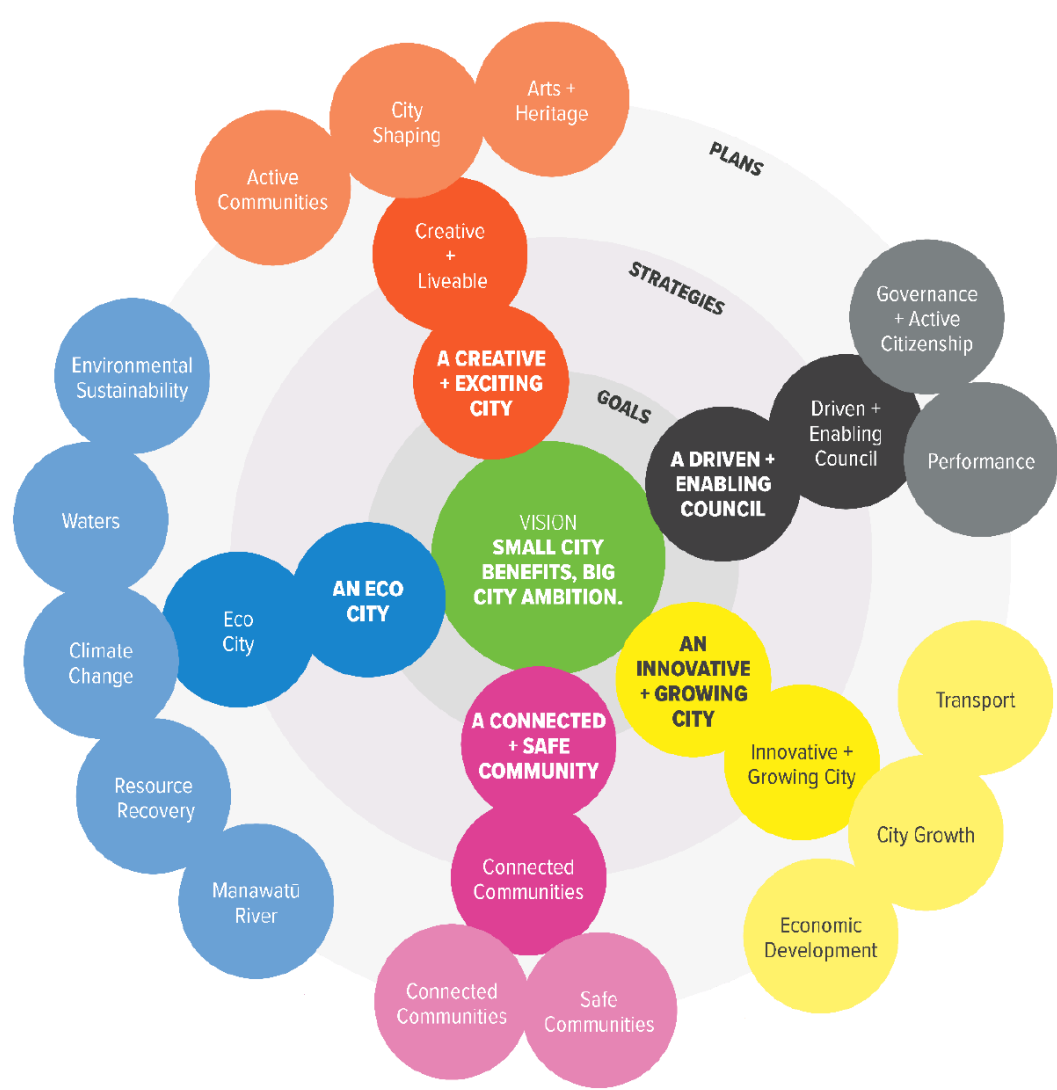 Arts +
Heritage
City
Shaping
Active
Communities
PLANS
Creative
+
Liveable
STRATEGIES
Governance
+ Active
Citizenship
A CREATIVE
+ EXCITING
CITY
GOALS
Driven +
Enabling
Council
Performance
A DRIVEN +
ENABLING
COUNCIL
Environmental
Sustainability
Waters
VISION
SMALL CITY
BENEFITS, BIG
CITY AMBITION.
AN ECO
CITY
Eco
City
Climate
Change
AN
INNOVATIVE
+ GROWING
CITY
Transport
A CONNECTED
+ SAFE
COMMUNITY
Innovative +
Growing City
Resource
Recovery
City Growth
Manawatū
River
Connected
Communities
Economic
Development
Connected
Communities
Safe
Communities